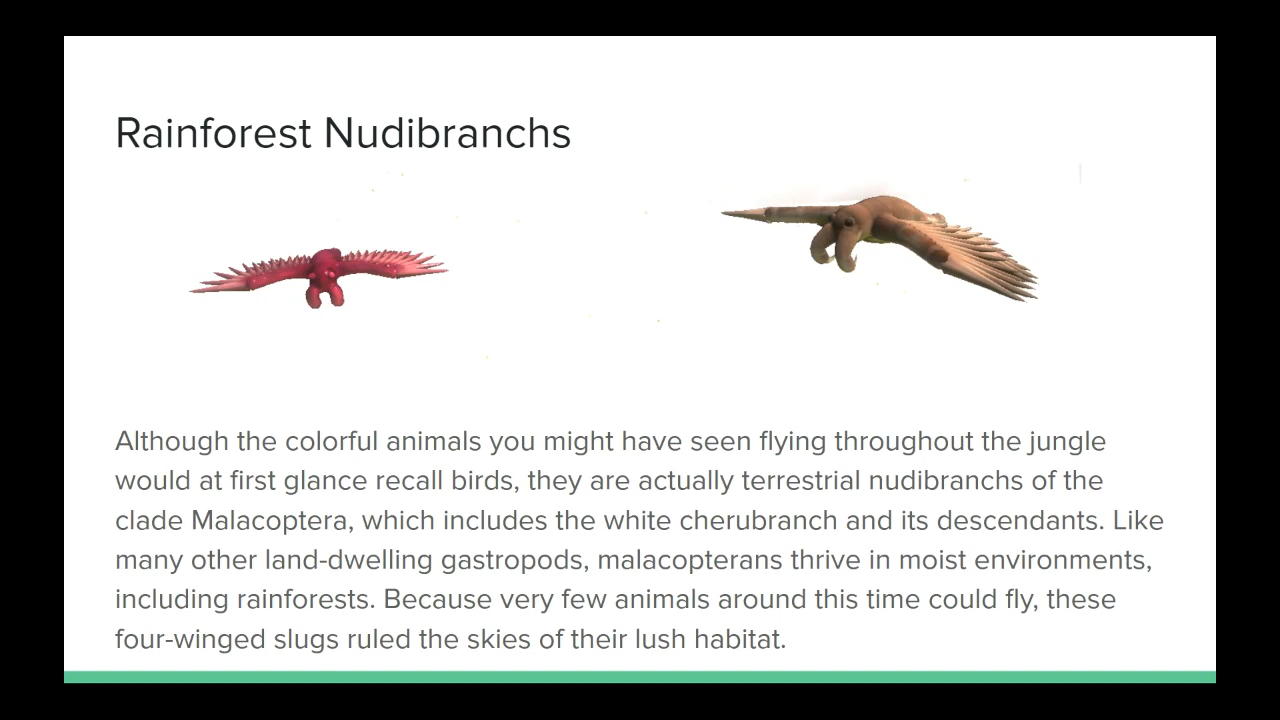 Rainforest Nudibranchs
Although the colorful animals you might have seen flying throughout the jungle
would at first glance recall birds, they are actually terrestrial nudibranchs of the
clade Malacoptera, which includes the white cherubranch and its descendants. Like
many other land-dwelling gastropods, malacopterans thrive in moist environments,
including rainforests. Because very few animals around this time could fly, these
four-winged slugs ruled the skies of their lush habitat.